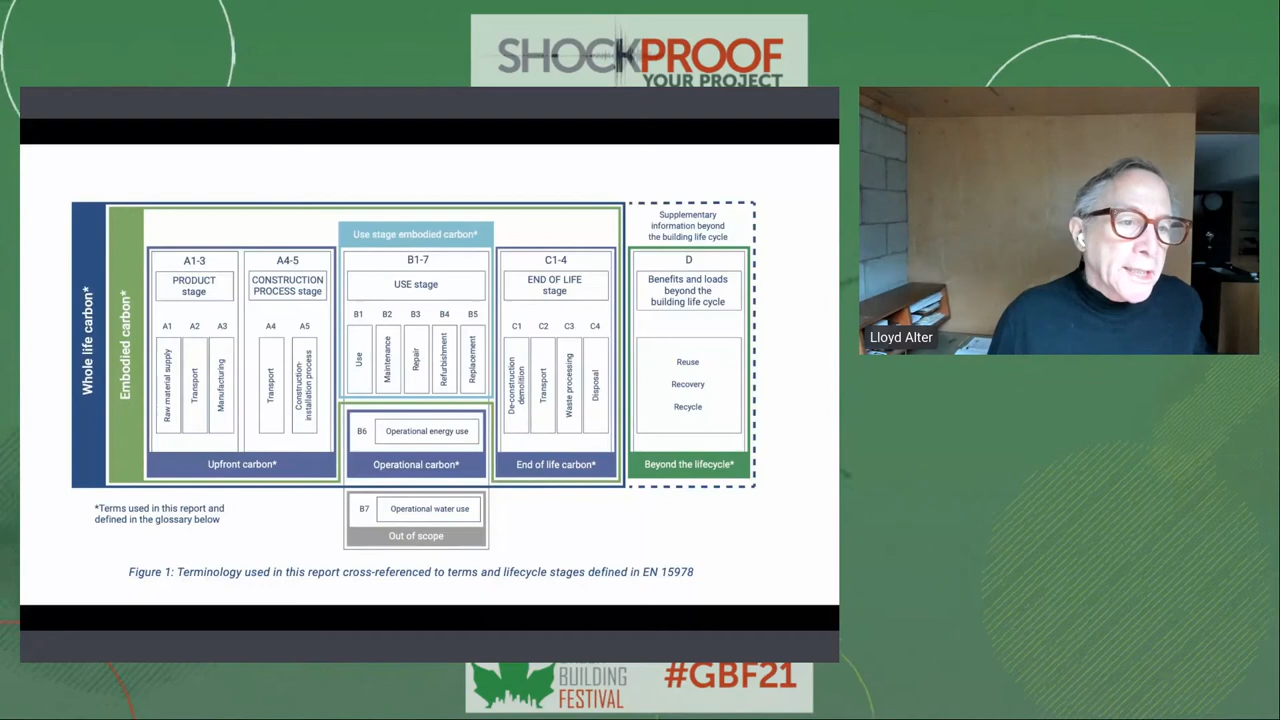 SHOCKPROOF
YOUR PROJECT
Whole life carbon*
Embodied carbon*
Use stage embodied carbon*
Supplementary
information beyond
the building life cycle
A1-3
PRODUCT
stage
A1
A2
A3
Raw material supply
Transport
Manufacturing
A4-5
CONSTRUCTION
PROCESS stage
A4
A5
Transport
Construction-
installation process
Upfront carbon*
B1-7
USE stage
B1
B2
B3
B4
B5
Use
Maintenance
Repair
Refurbishment
Replacement
B6
Operational energy use
Operational carbon*
B7
Operational water use
Out of scope
C1-4
END OF LIFE
stage
C1
C2
C3
C4
De-construction
demolition
Transport
Waste processing
Disposal
End of life carbon*
D
Benefits and loads
beyond the
building life cycle
Reuse
Recovery
Recycle
Beyond the lifecycle*
*Terms used in this report and
defined in the glossary below
Figure 1: Terminology used in this report cross-referenced to terms and lifecycle stages defined in EN 15978
Lloyd Alter
BUILDING
FESTIVAL
#GBF21